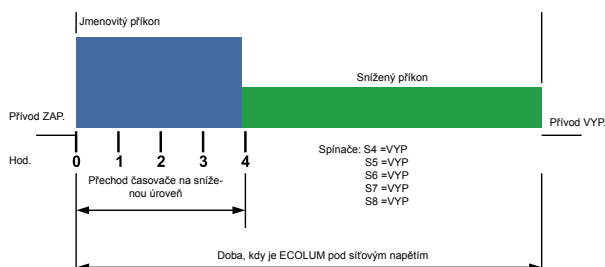 Jmenovitý příkon
Snížený příkon
Přívod ZAP.
Přívod VYP.
Hod.
0 1 2 3 4
Spínače: S4 =VYP
S5 =VYP
S6 =VYP
S7 =VYP
S8 =VYP
Přechod časovače na sníže-
nou úroveň
Doba, kdy je ECOLUM pod síťovým napětím